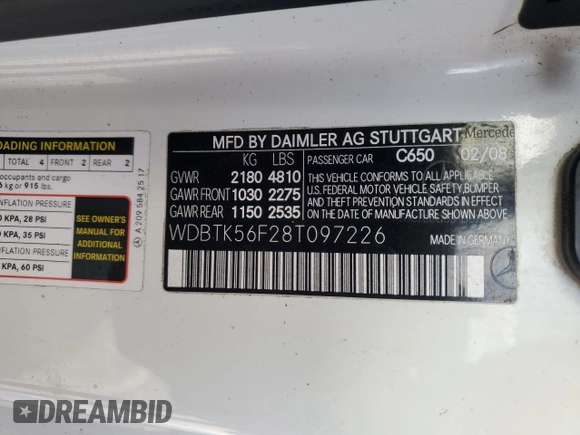 OADING INFORMATION
TOTAL 4 FRONT 2 REAR 2
occupants and cargo
kg or 915 lbs.
NFLATION PRESSURE
KPA, 28 PSI
KPA, 35 PSI
NFLATION PRESSURE
KPA, 60 PSI
SEE OWNER'S
MANUAL FOR
ADDITIONAL
INFORMATION
A 209 584 25 17
MFD BY DAIMLER AG STUTTGART
Mercedes
KG LBS PASSENGER CAR C650 02/08
GVWR 2180 4810
GAWR FRONT 1030 2275
GAWR REAR 1150 2535
THIS VEHICLE CONFORMS TO ALL APPLICABLE
U.S. FEDERAL MOTOR VEHICLE SAFETY, BUMPER
AND THEFT PREVENTION STANDARDS IN EFFECT
ON THE DATE OF MANUFACTURE SHOWN ABOVE.
WDBTK56F28T097226
MADE IN GERMANY
DREAMBID